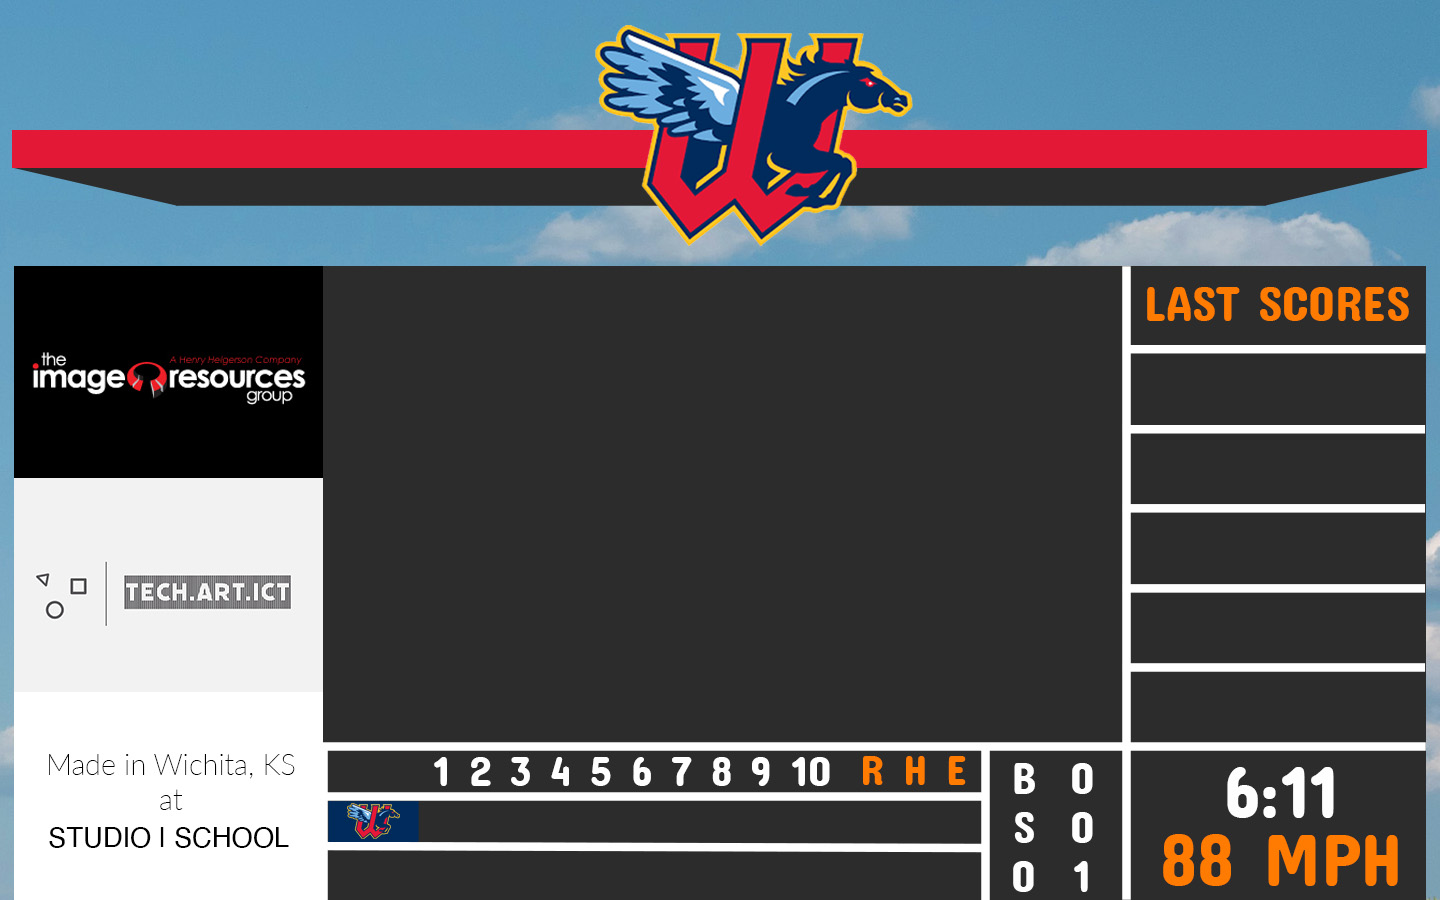 W
the
A Henry Helgerson Company
image resources
group
TECH.ART.ICT
Made in Wichita, KS
at
STUDIO I SCHOOL
LAST SCORES
1 2 3 4 5 6 7 8 9 10 R H E
W
B 0
S 0
O 1
6:11
88 MPH